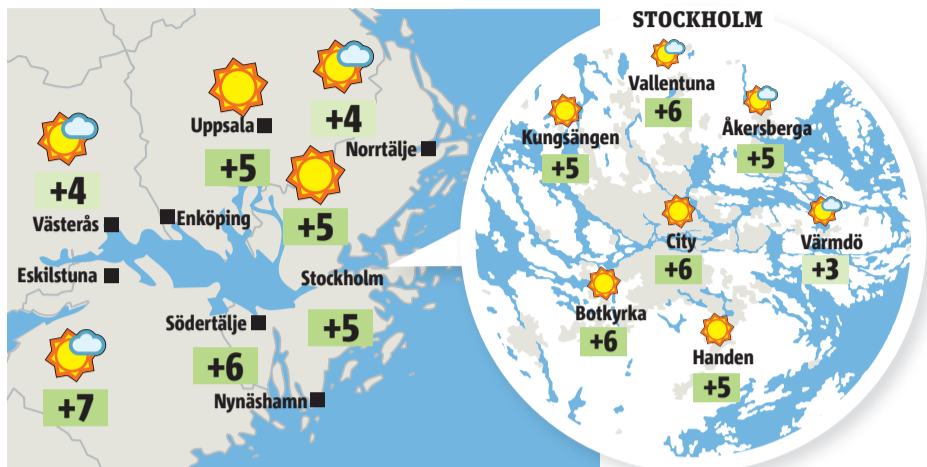 STOCKHOLM
Vallentuna
+6
Kungsängen
+5
Åkersberga
+5
City
+6
Värmdö
+3
Botkyrka
+6
Handen
+5
+4
Uppsala
+5
Norrtälje
+4
Västerås
Enköping
+5
Eskilstuna
Stockholm
Södertälje
+5
+6
+7
Nynäshamn